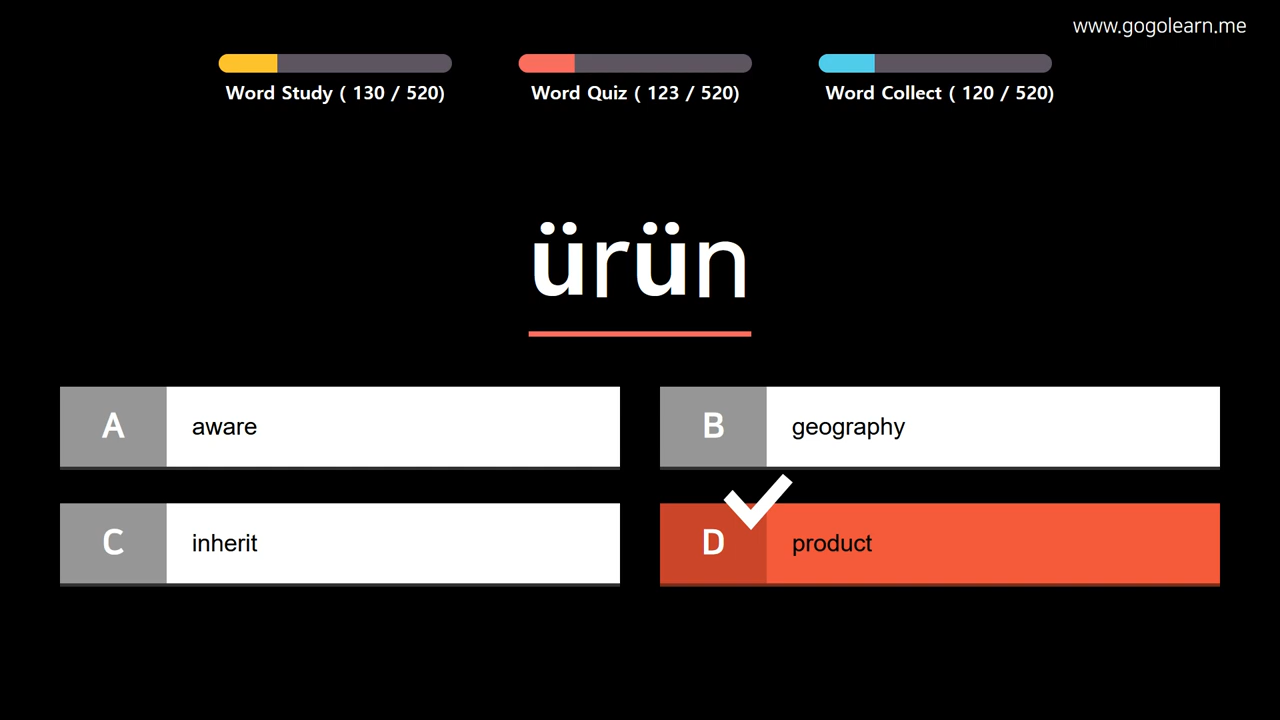 www.gogolearn.me
Word Study ( 130 / 520)
Word Quiz ( 123 / 520)
Word Collect ( 120 / 520)
ürün
A aware
B geography
C inherit
D product